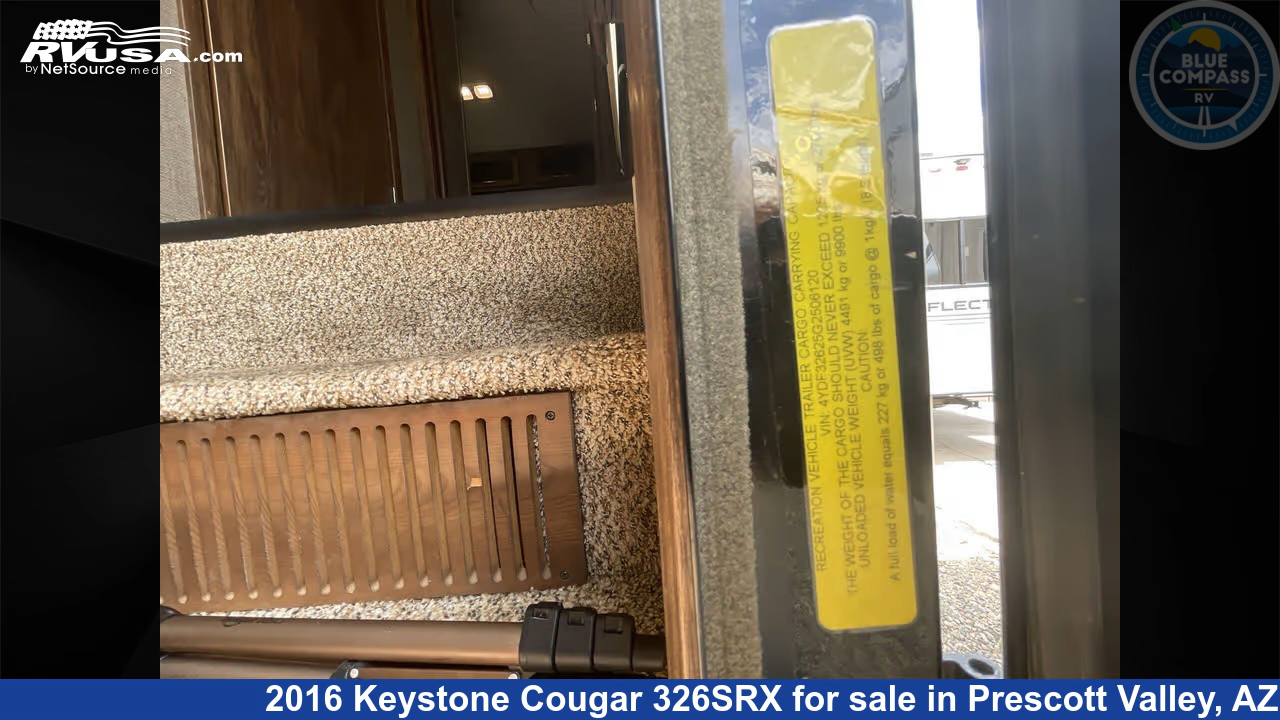 RVUSA.com
by NetSource media
BLUE
COMPASS
RV
RECREATION VEHICLE TRAILER CARGO CARRYING
VIN: 4YDF32625G2506120
THE WEIGHT OF THE CARGO SHOULD NEVER EXCEED
UNLOADED VEHICLE WEIGHT (UVW) 4491 kg or 9900 lbs
CAUTION:
A full load of water equals 227 kg or 498 lbs of cargo @ 1kg/
FLECT
2016 Keystone Cougar 326SRX for sale in Prescott Valley, AZ